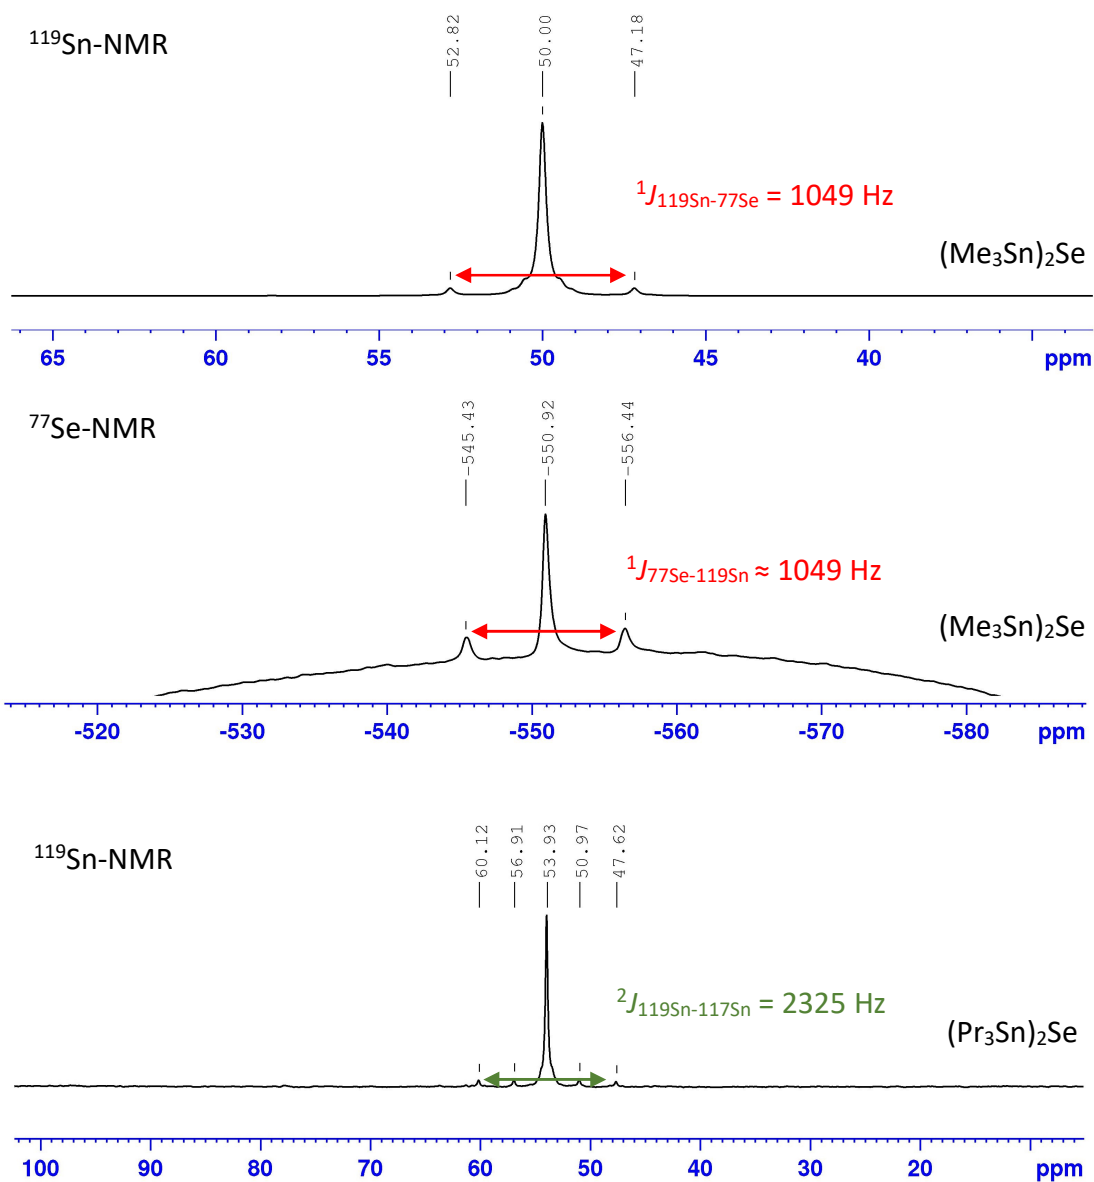 ¹¹⁹Sn-NMR
52.82
50.00
47.18
¹J₁₁₉Sn-₇₇Se = 1049 Hz
(Me₃Sn)₂Se
65 60 55 50 45 40 ppm
⁷⁷Se-NMR
-545.43
-550.92
-556.44
¹J₇₇Se-₁₁₉Sn ≈ 1049 Hz
(Me₃Sn)₂Se
-520 -530 -540 -550 -560 -570 -580 ppm
¹¹⁹Sn-NMR
60.12
56.91
53.93
50.97
47.62
²J₁₁₉Sn-₁₁₇Sn = 2325 Hz
(Pr₃Sn)₂Se
100 90 80 70 60 50 40 30 20 ppm